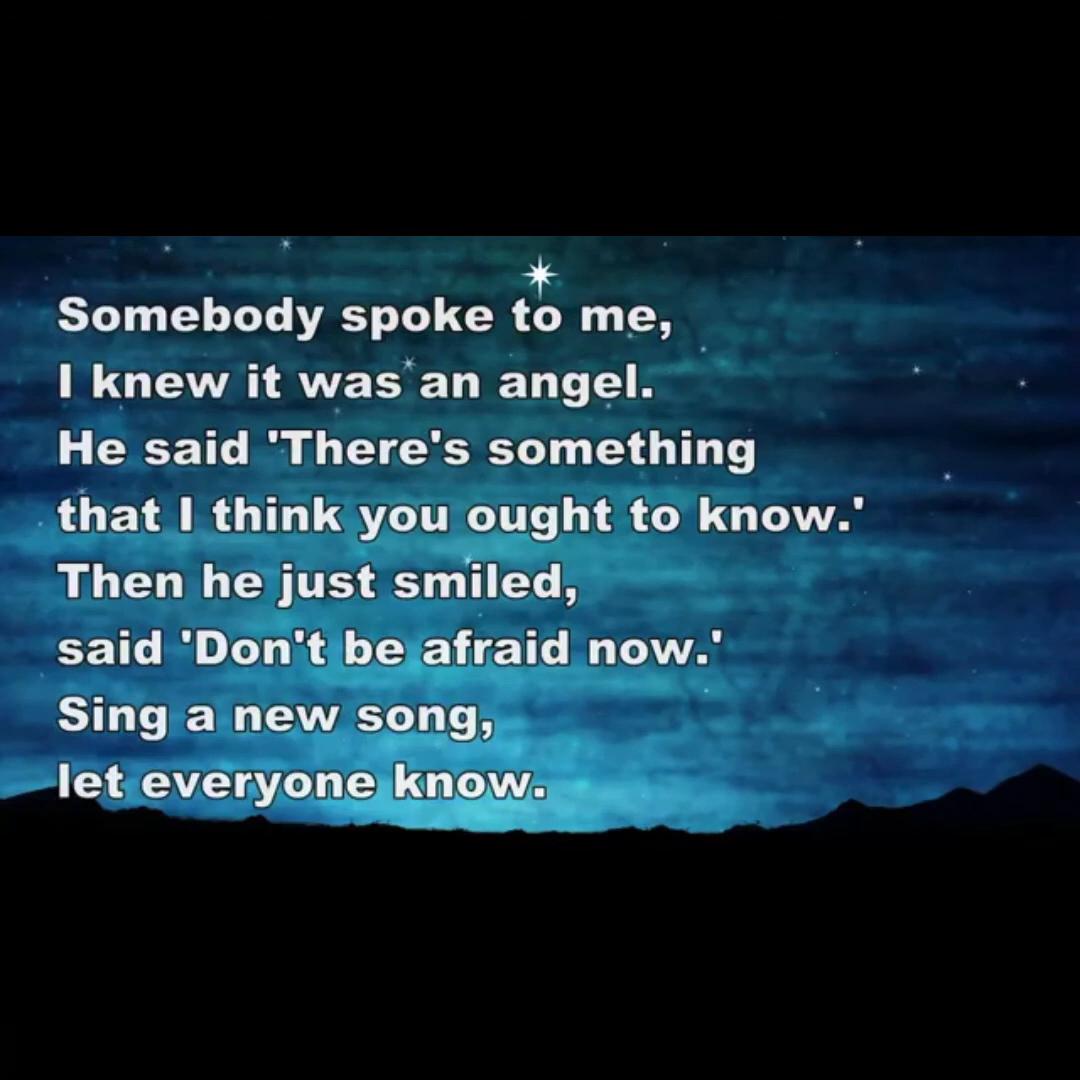 Somebody spoke to me,
I knew it was an angel.
He said 'There's something
that I think you ought to know.'
Then he just smiled,
said 'Don't be afraid now.'
Sing a new song,
let everyone know.